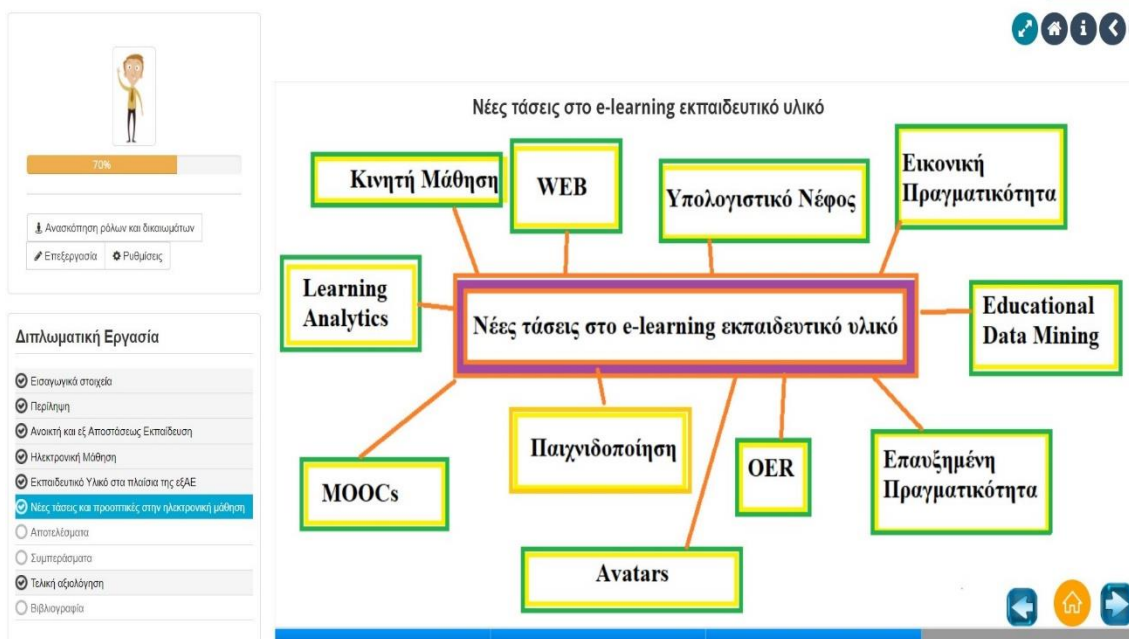 70%
Ανασκόπηση ρόλων και δικαιωμάτων
Επεξεργασία
Ρυθμίσεις
Διπλωματική Εργασία
Εισαγωγικά στοιχεία
Περίληψη
Ανοικτή και εξ Αποστάσεως Εκπαίδευση
Ηλεκτρονική Μάθηση
Εκπαιδευτικό Υλικό στα πλαίσια της εξΑΕ
Νέες τάσεις και προοπτικές στην ηλεκτρονική μάθηση
Αποτελέσματα
Συμπεράσματα
Τελική αξιολόγηση
Βιβλιογραφία
Νέες τάσεις στο e-learning εκπαιδευτικό υλικό
Κινητή Μάθηση
WEB
Υπολογιστικό Νέφος
Εικονική
Πραγματικότητα
Learning
Analytics
Νέες τάσεις στο e-learning εκπαιδευτικό υλικό
Educational
Data Mining
MOOCs
Παιχνιδοποίηση
OER
Επαυξημένη
Πραγματικότητα
Avatars